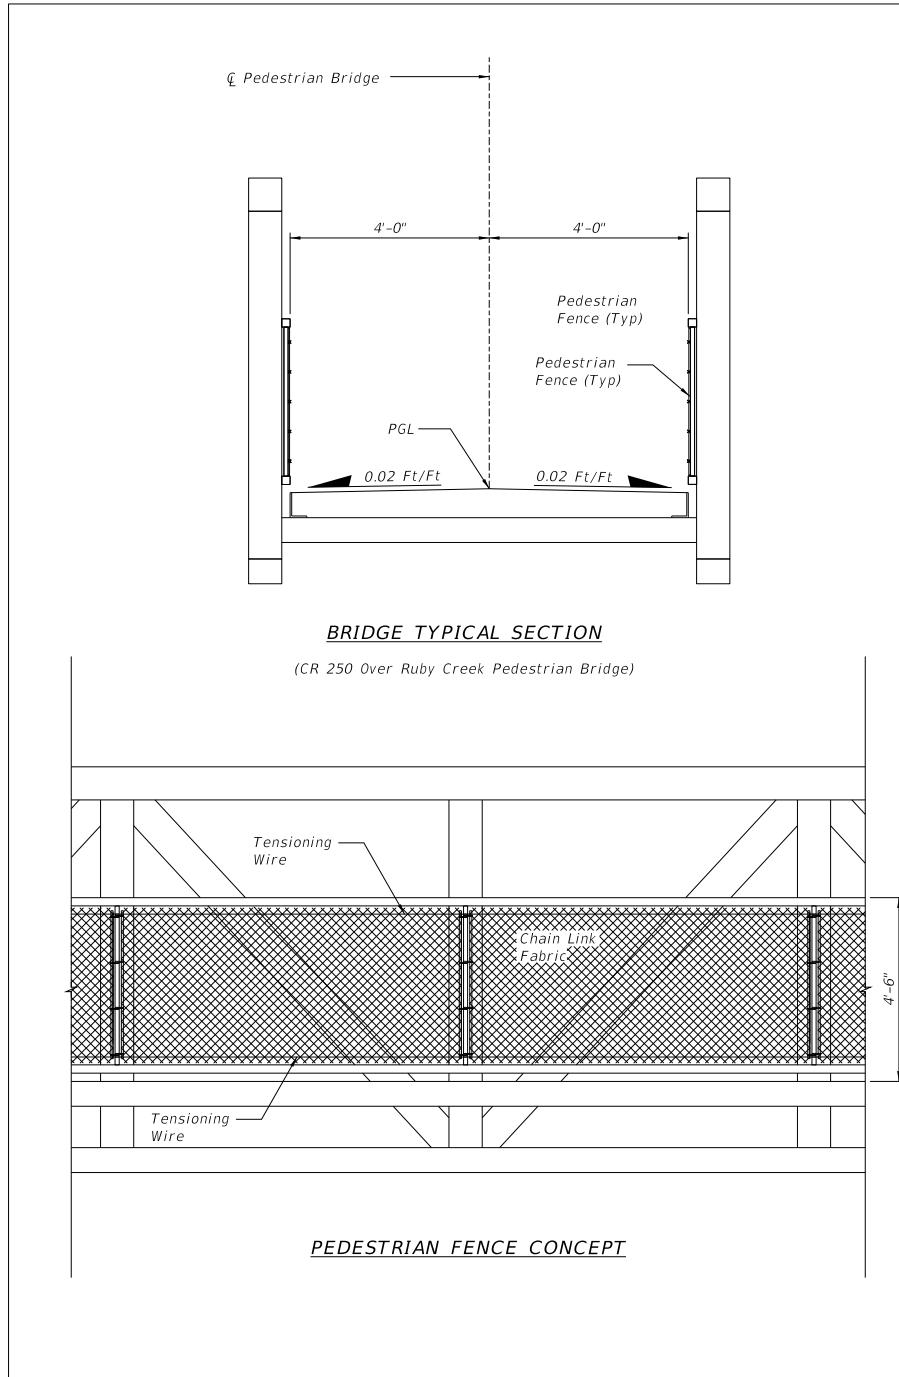 ℄ Pedestrian Bridge
4'-0"
4'-0"
Pedestrian
Fence (Typ)
Pedestrian
Fence (Typ)
PGL
0.02 Ft/Ft
0.02 Ft/Ft
BRIDGE TYPICAL SECTION
(CR 250 Over Ruby Creek Pedestrian Bridge)
Tensioning
Wire
Chain Link
Fabric
4'-6"
Tensioning
Wire
PEDESTRIAN FENCE CONCEPT